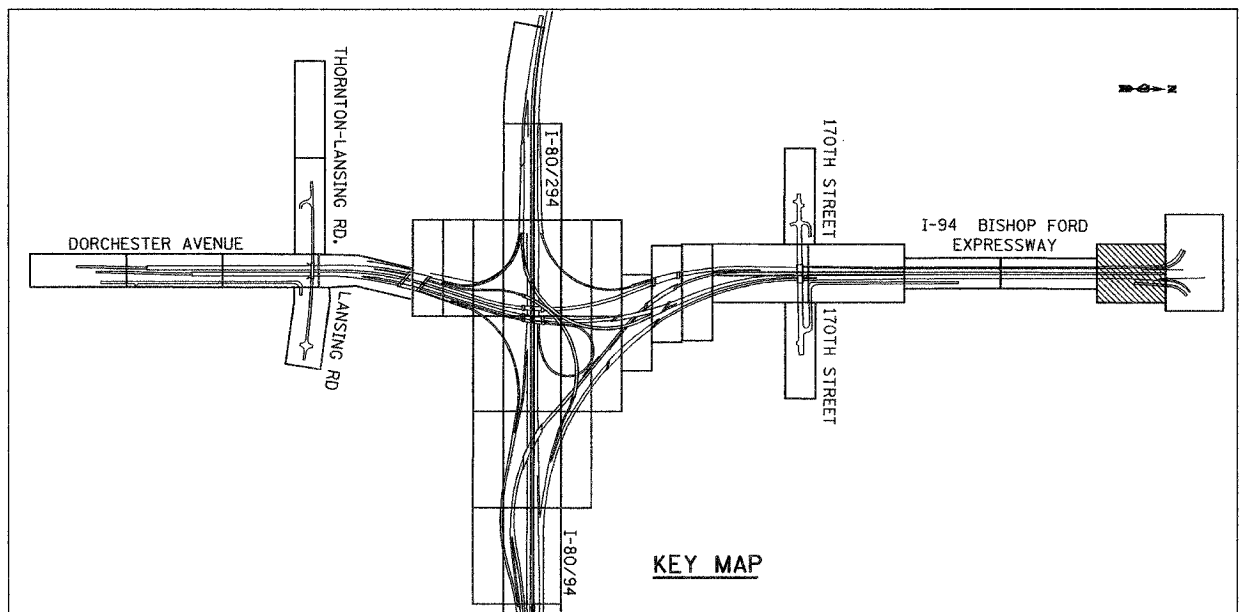 THORNTON-LANSING RD.
I-80/294
170TH STREET
N
DORCHESTER AVENUE
I-94 BISHOP FORD
EXPRESSWAY
LANSING RD
170TH STREET
I-80/94
KEY MAP